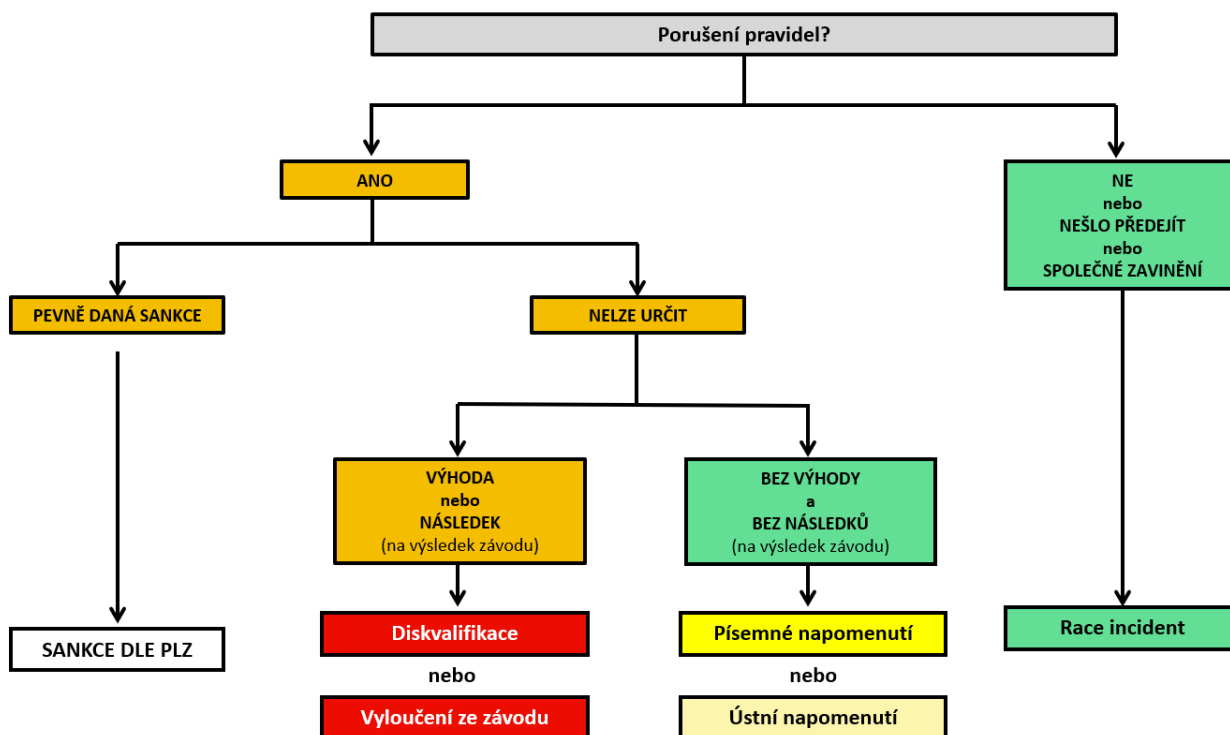 Porušení pravidel?
ANO
NE
nebo
NEŠLO PŘEDEJÍT
nebo
SPOLEČNÉ ZAVINĚNÍ
PEVNĚ DANÁ SANKCE
NELZE URČIT
VÝHODA
nebo
NÁSLEDEK
(na výsledek závodu)
BEZ VÝHODY
a
BEZ NÁSLEDKŮ
(na výsledek závodu)
SANKCE DLE PLZ
Diskvalifikace
nebo
Vyloučení ze závodu
Písemné napomenutí
nebo
Ústní napomenutí
Race incident